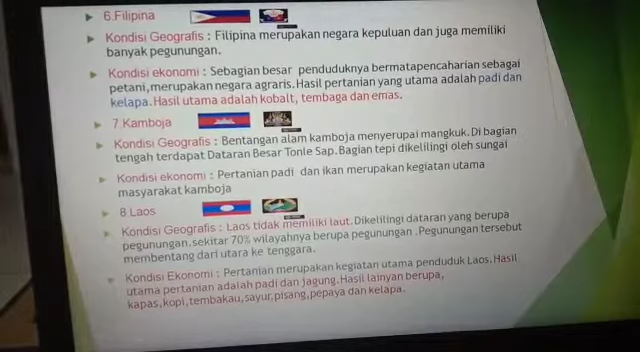 6.Filipina
Kondisi Geografis : Filipina merupakan negara kepuluan dan juga memiliki
banyak pegunungan.
Kondisi ekonomi : Sebagian besar penduduknya bermatapencaharian sebagai
petani,merupakan negara agraris.Hasil pertanian yang utama adalah padi dan
kelapa.Hasil utama adalah kobalt, tembaga dan emas.
7.Kamboja
Kondisi Geografis : Bentangan alam kamboja menyerupai mangkuk.Di bagian
tengah terdapat Dataran Besar Tonle Sap.Bagian tepi dikelilingi oleh sungai
Kondisi ekonomi : Pertanian padi dan ikan merupakan kegiatan utama
masyarakat kamboja
8 Laos
Kondisi Geografis : Laos tidak memiliki laut.Dikelilingi dataran yang berupa
pegunungan.sekitar 70% wilayahnya berupa pegunungan .Pegunungan tersebut
membentang dari utara ke tenggara.
Kondisi Ekonomi : Pertanian merupakan kegiatan utama penduduk Laos.Hasil
utama pertanian adalah padi dan jagung.Hasil lainyan berupa,
kapas,kopi,tembakau,sayur,pisang,pepaya dan kelapa.